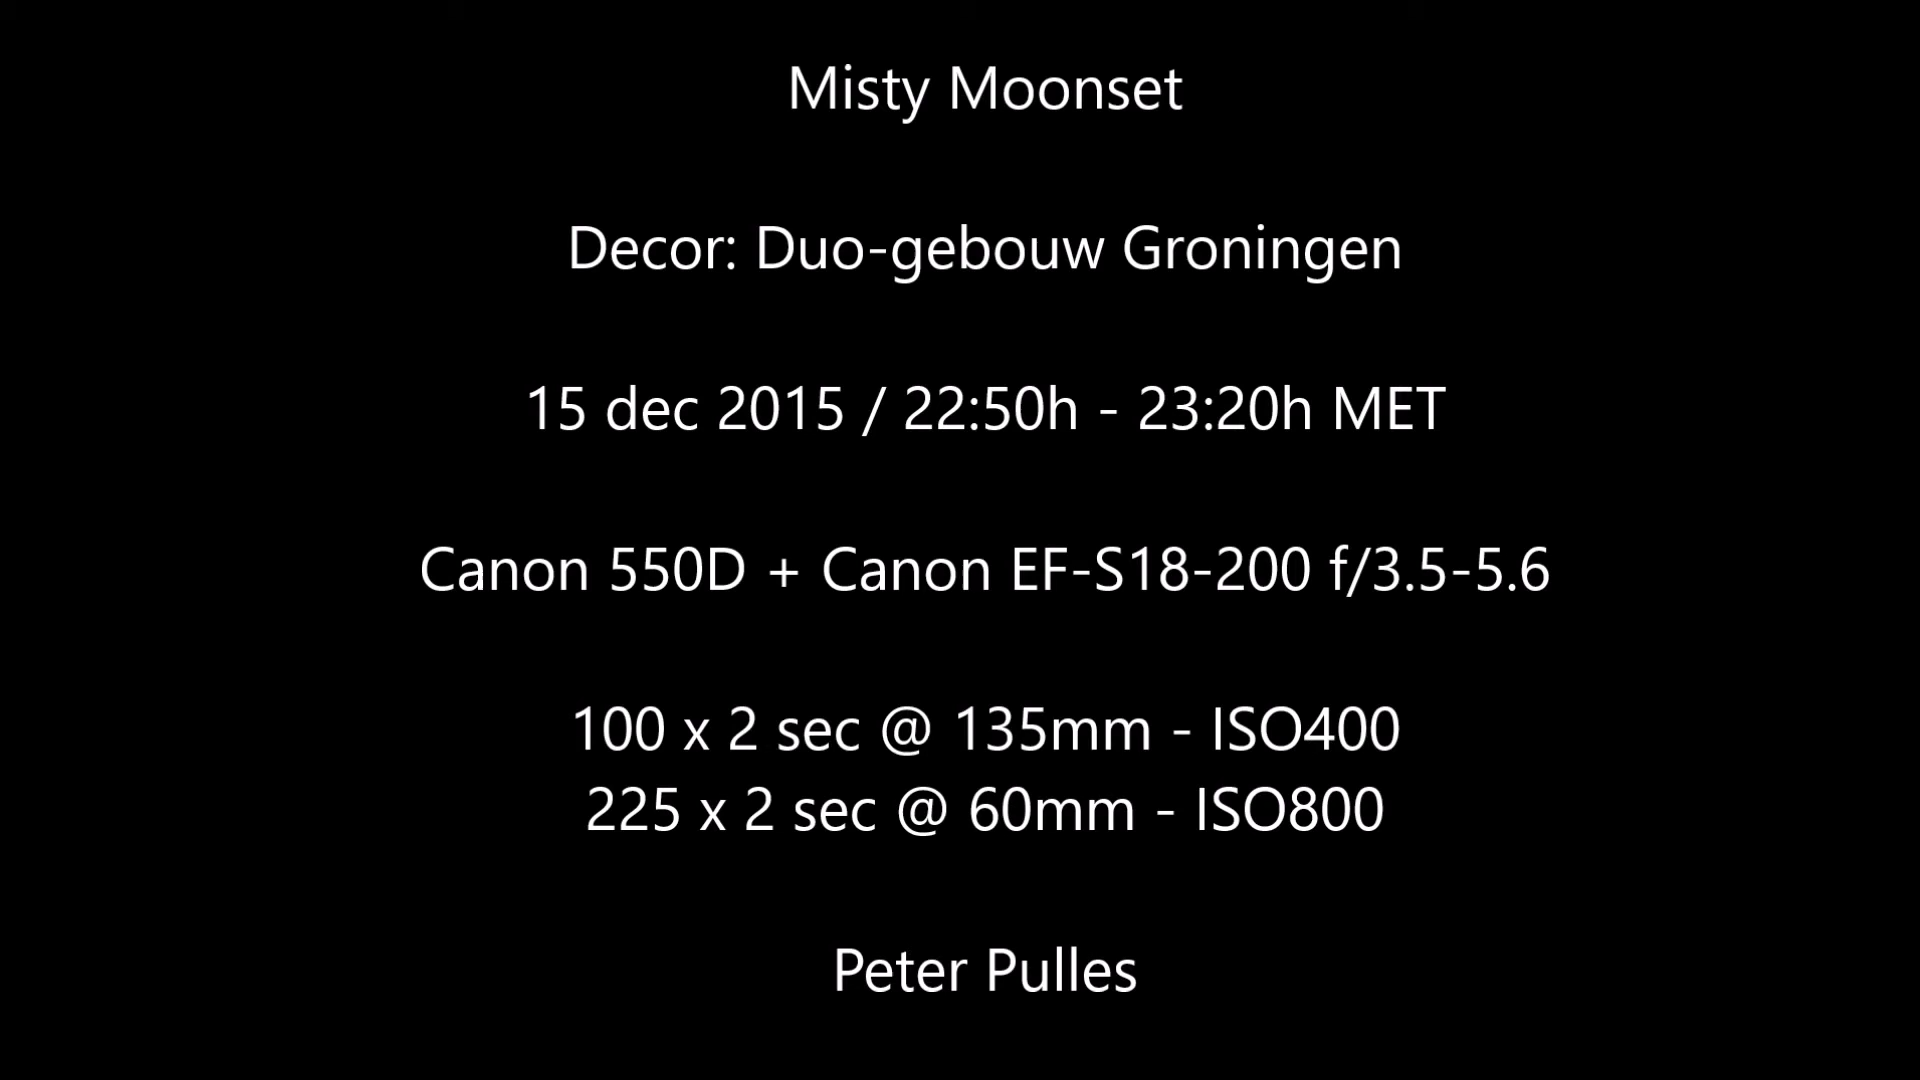 Misty Moonset
Decor: Duo-gebouw Groningen
15 dec 2015 / 22:50h - 23:20h MET
Canon 550D + Canon EF-S18-200 f/3.5-5.6
100 x 2 sec @ 135mm - ISO400
225 x 2 sec @ 60mm - ISO800
Peter Pulles